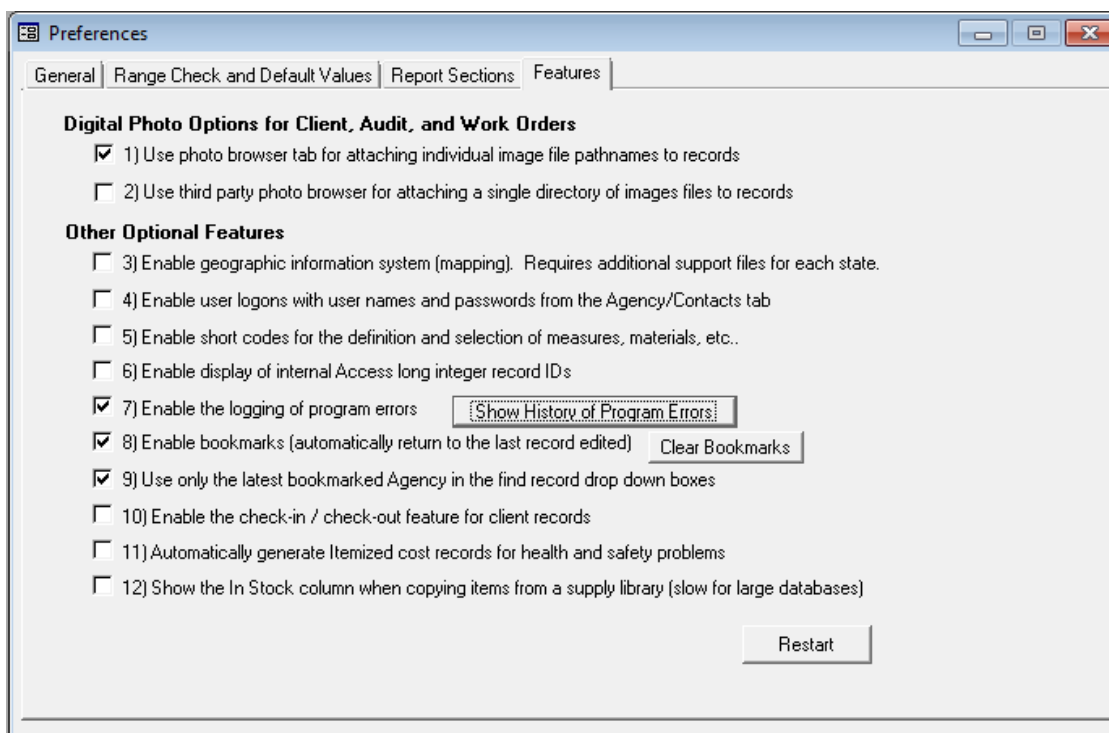 Preferences
General Range Check and Default Values Report Sections Features
Digital Photo Options for Client, Audit, and Work Orders
1) Use photo browser tab for attaching individual image file pathnames to records
2) Use third party photo browser for attaching a single directory of images files to records
Other Optional Features
3) Enable geographic information system (mapping). Requires additional support files for each state.
4) Enable user logons with user names and passwords from the Agency/Contacts tab
5) Enable short codes for the definition and selection of measures, materials, etc..
6) Enable display of internal Access long integer record IDs
7) Enable the logging of program errors Show History of Program Errors
8) Enable bookmarks (automatically return to the last record edited) Clear Bookmarks
9) Use only the latest bookmarked Agency in the find record drop down boxes
10) Enable the check-in / check-out feature for client records
11) Automatically generate Itemized cost records for health and safety problems
12) Show the In Stock column when copying items from a supply library (slow for large databases)
Restart